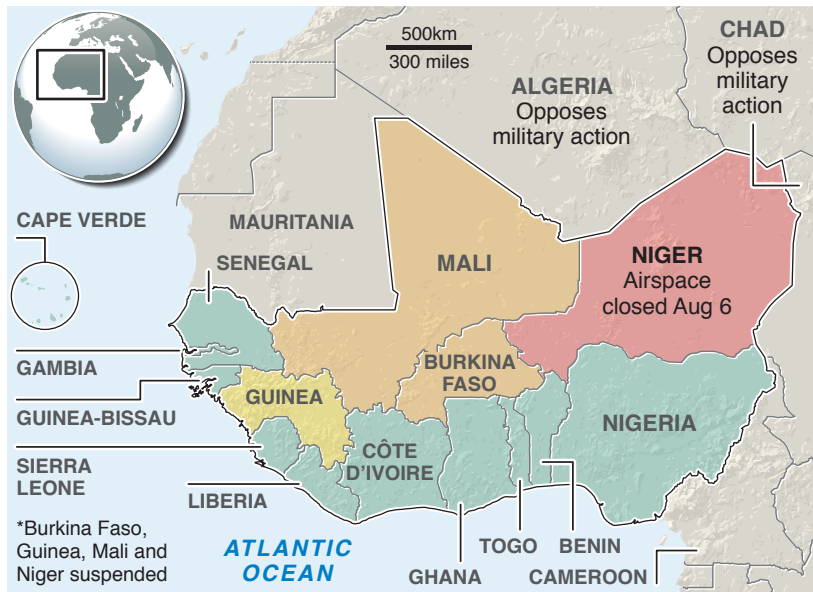 500km
300 miles
CHAD
Opposes
military
action
ALGERIA
Opposes
military action
CAPE VERDE
MAURITANIA
SENEGAL
MALI
NIGER
Airspace
closed Aug 6
GAMBIA
BURKINA
FASO
GUINEA
GUINEA-BISSAU
NIGERIA
CÔTE
D'IVOIRE
SIERRA
LEONE
LIBERIA
*Burkina Faso,
Guinea, Mali and
Niger suspended
ATLANTIC
OCEAN
TOGO
BENIN
GHANA
CAMEROON